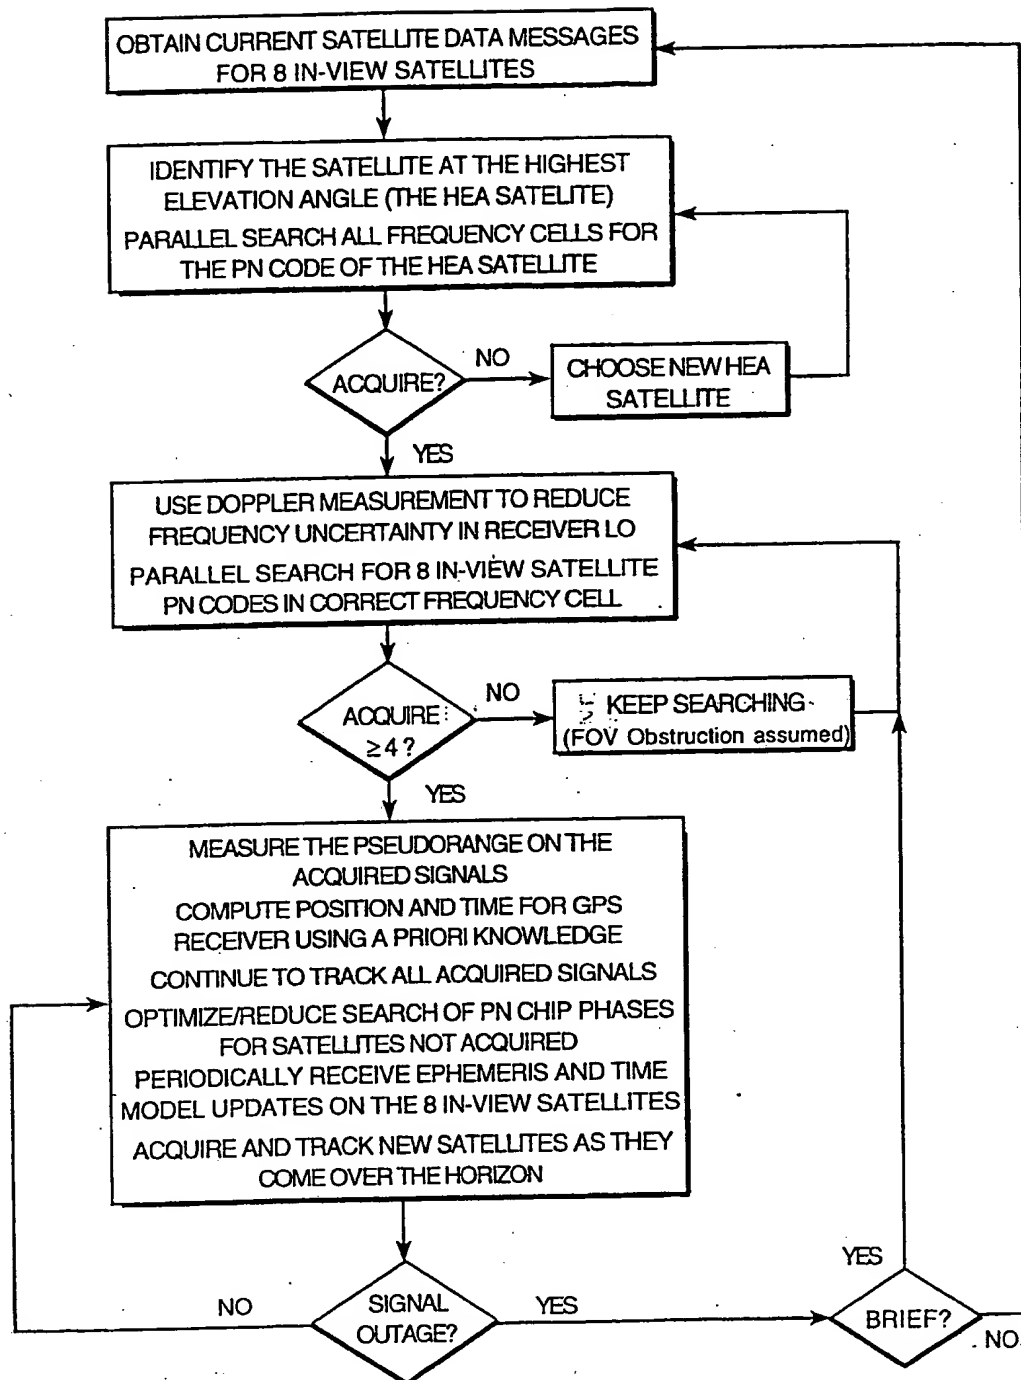 OBTAIN CURRENT SATELLITE DATA MESSAGES
FOR 8 IN-VIEW SATELLITES
IDENTIFY THE SATELLITE AT THE HIGHEST
ELEVATION ANGLE (THE HEA SATELITE)
PARALLEL SEARCH ALL FREQUENCY CELLS FOR
THE PN CODE OF THE HEA SATELLITE
ACQUIRE?
NO
CHOOSE NEW HEA
SATELLITE
YES
USE DOPPLER MEASUREMENT TO REDUCE
FREQUENCY UNCERTAINTY IN RECEIVER LO
PARALLEL SEARCH FOR 8 IN-VIEW SATELLITE
PN CODES IN CORRECT FREQUENCY CELL
ACQUIRE
≥4?
NO
KEEP SEARCHING
(FOV Obstruction assumed)
YES
MEASURE THE PSEUDORANGE ON THE
ACQUIRED SIGNALS
COMPUTE POSITION AND TIME FOR GPS
RECEIVER USING A PRIORI KNOWLEDGE
CONTINUE TO TRACK ALL ACQUIRED SIGNALS
OPTIMIZE/REDUCE SEARCH OF PN CHIP PHASES
FOR SATELLITES NOT ACQUIRED
PERIODICALLY RECEIVE EPHEMERIS AND TIME
MODEL UPDATES ON THE 8 IN-VIEW SATELLITES
ACQUIRE AND TRACK NEW SATELLITES AS THEY
COME OVER THE HORIZON
SIGNAL
OUTAGE?
NO
YES
BRIEF?
YES
NO